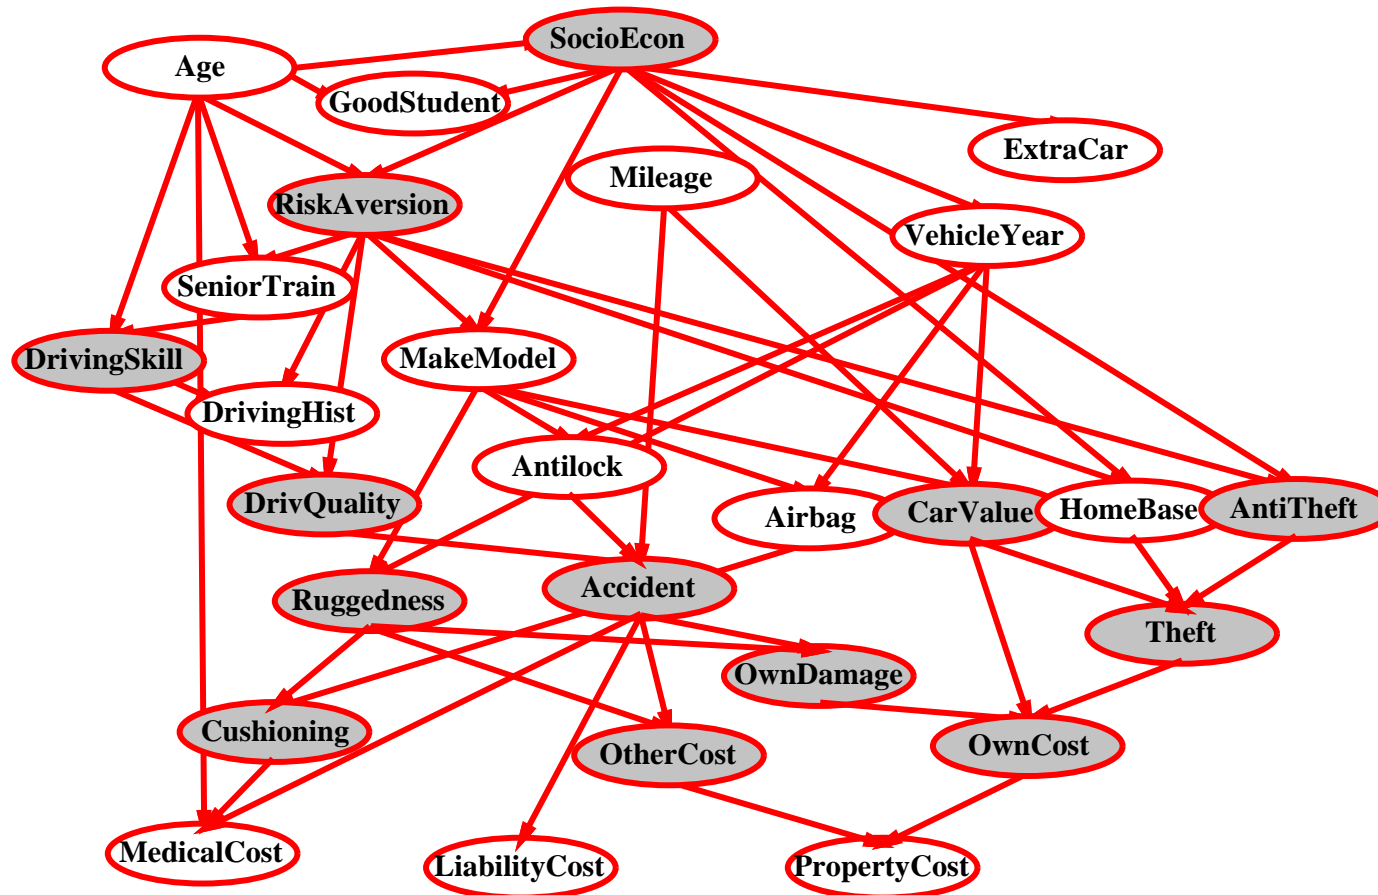 SocioEcon
Age
GoodStudent
ExtraCar
Mileage
RiskAversion
VehicleYear
SeniorTrain
DrivingSkill
MakeModel
DrivingHist
Antilock
DrivQuality
Airbag
CarValue
HomeBase
AntiTheft
Ruggedness
Accident
Theft
OwnDamage
Cushioning
OtherCost
OwnCost
MedicalCost
LiabilityCost
PropertyCost